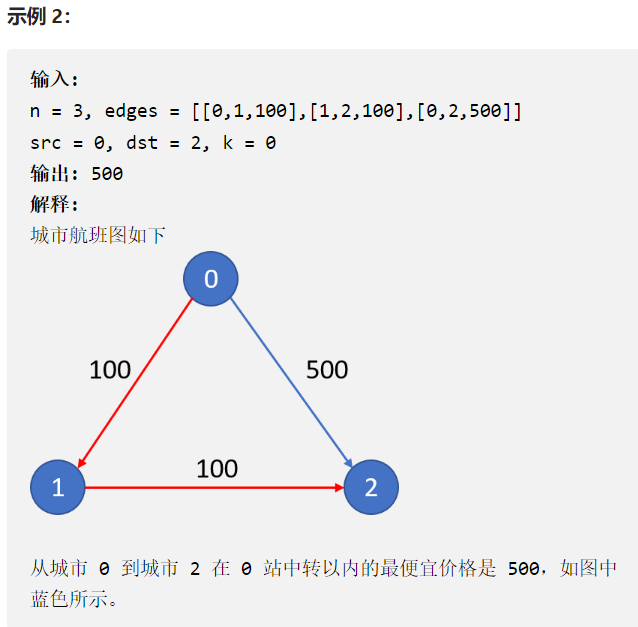 示例 2：
输入:
n = 3, edges = [[0,1,100],[1,2,100],[0,2,500]]
src = 0, dst = 2, k = 0
输出: 500
解释:
城市航班图如下
0
100
500
100
1
2
从城市 0 到城市 2 在 0 站中转以内的最便宜价格是 500，如图中
蓝色所示。